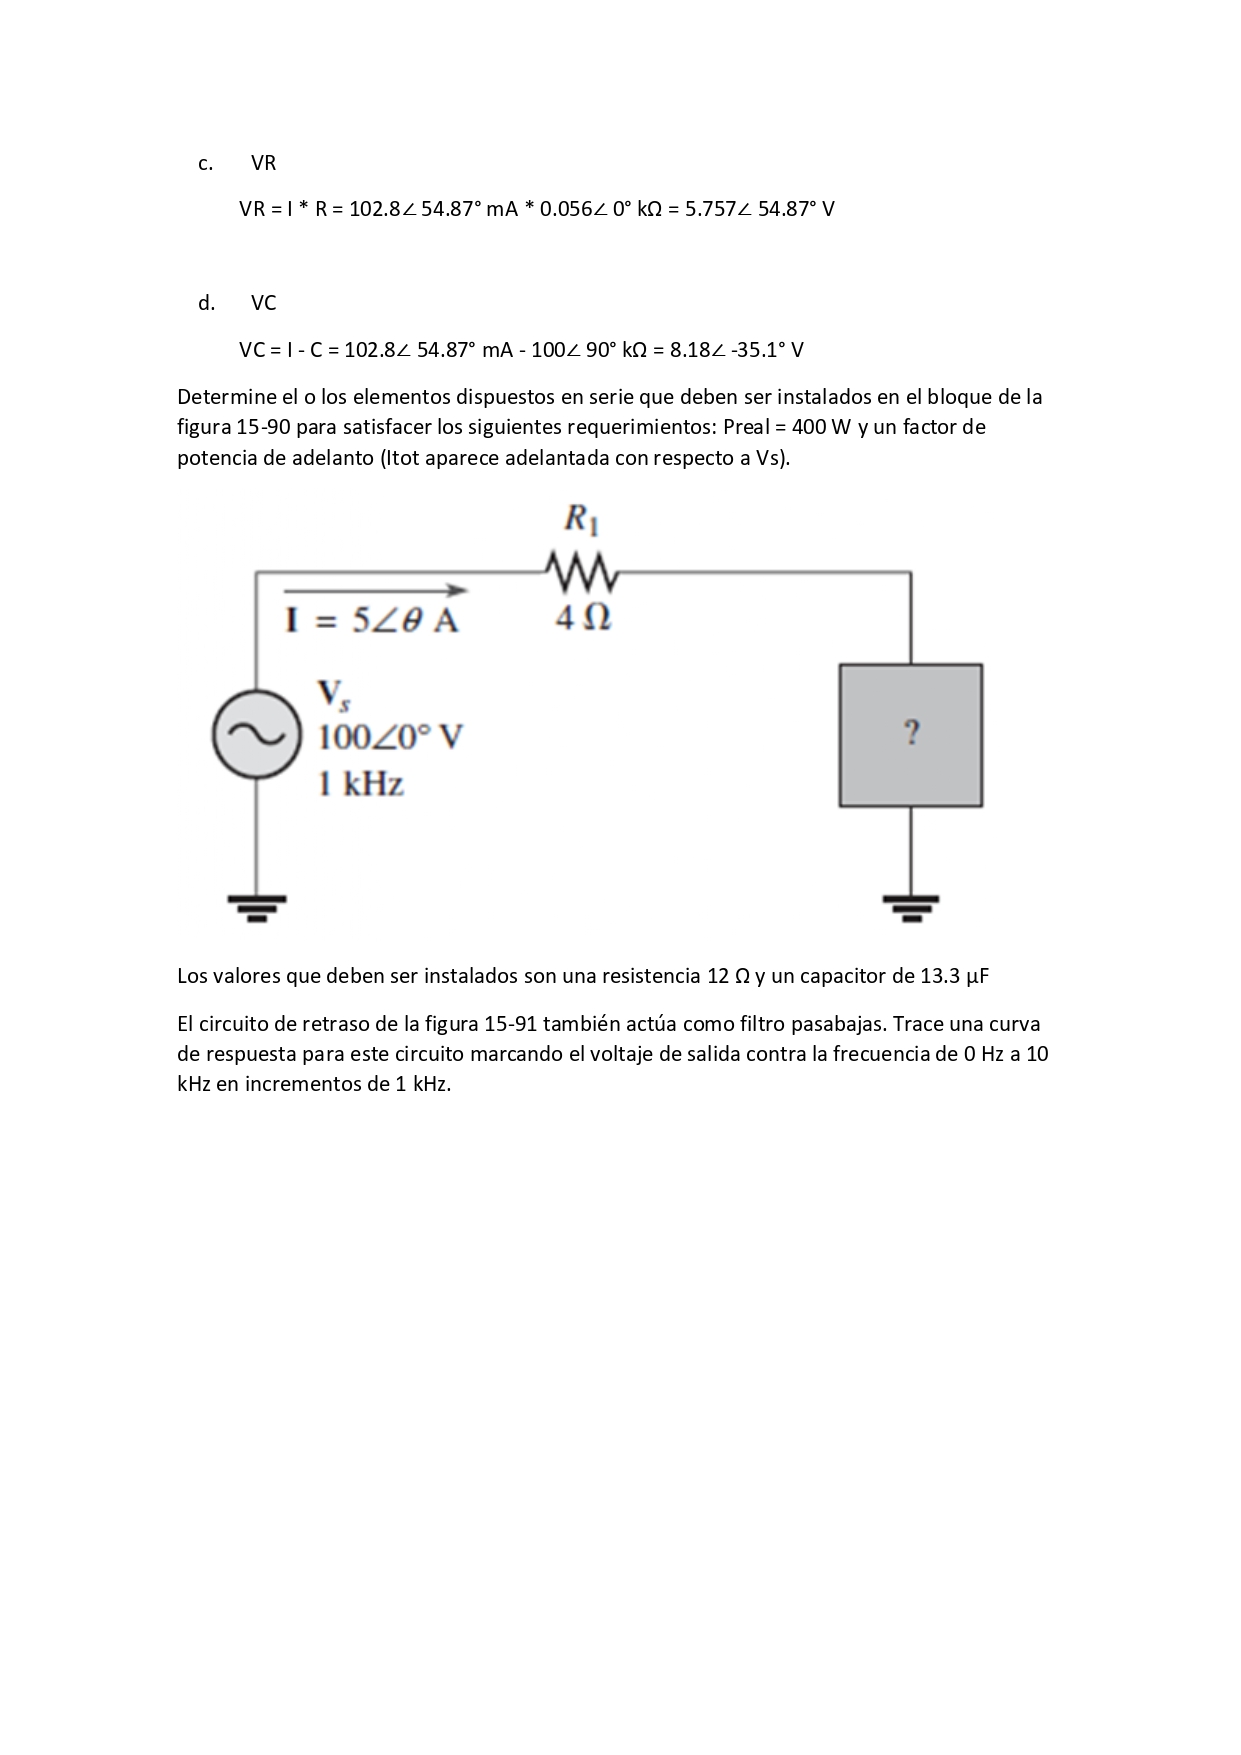 c. VR
VR = I * R = 102.8∠ 54.87° mA * 0.056∠ 0° kΩ = 5.757∠ 54.87° V
d. VC
VC = I - C = 102.8∠ 54.87° mA - 100∠ 90° kΩ = 8.18∠ -35.1° V
Determine el o los elementos dispuestos en serie que deben ser instalados en el bloque de la
figura 15-90 para satisfacer los siguientes requerimientos: Preal = 400 W y un factor de
potencia de adelanto (Itot aparece adelantada con respecto a Vs).
R1
I = 5∠θ A
4 Ω
Vs
100∠0° V
1 kHz
?
Los valores que deben ser instalados son una resistencia 12 Ω y un capacitor de 13.3 µF
El circuito de retraso de la figura 15-91 también actúa como filtro pasabajas. Trace una curva
de respuesta para este circuito marcando el voltaje de salida contra la frecuencia de 0 Hz a 10
kHz en incrementos de 1 kHz.